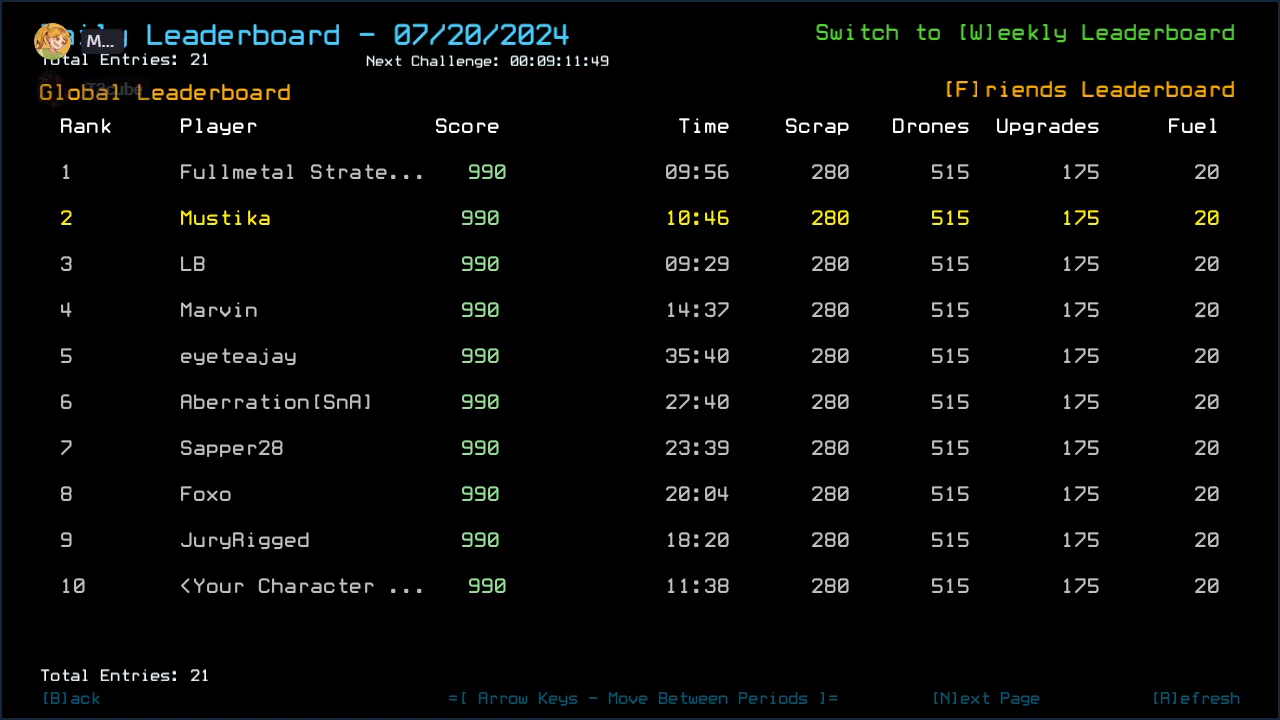 Daily Leaderboard - 07/20/2024
Switch to [W]eekly Leaderboard
M...
Total Entries: 21
Next Challenge: 00:09:11:49
Global Leaderboard
[F]riends Leaderboard
Rank Player Score Time Scrap Drones Upgrades Fuel
1 Fullmetal Strate... 990 09:56 280 515 175 20
2 Mustika 990 10:46 280 515 175 20
3 LB 990 09:29 280 515 175 20
4 Marvin 990 14:37 280 515 175 20
5 eyeteajay 990 35:40 280 515 175 20
6 Aberration[SnA] 990 27:40 280 515 175 20
7 Sapper28 990 23:39 280 515 175 20
8 Foxo 990 20:04 280 515 175 20
9 JuryRigged 990 18:20 280 515 175 20
10 <Your Character ... 990 11:38 280 515 175 20
Total Entries: 21
[B]ack =[ Arrow Keys - Move Between Periods ]= [N]ext Page [R]efresh